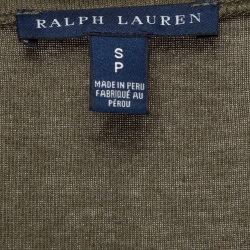 RALPH LAUREN
S
P
MADE IN PERU
FABRIQUÉ AU
PÉROU